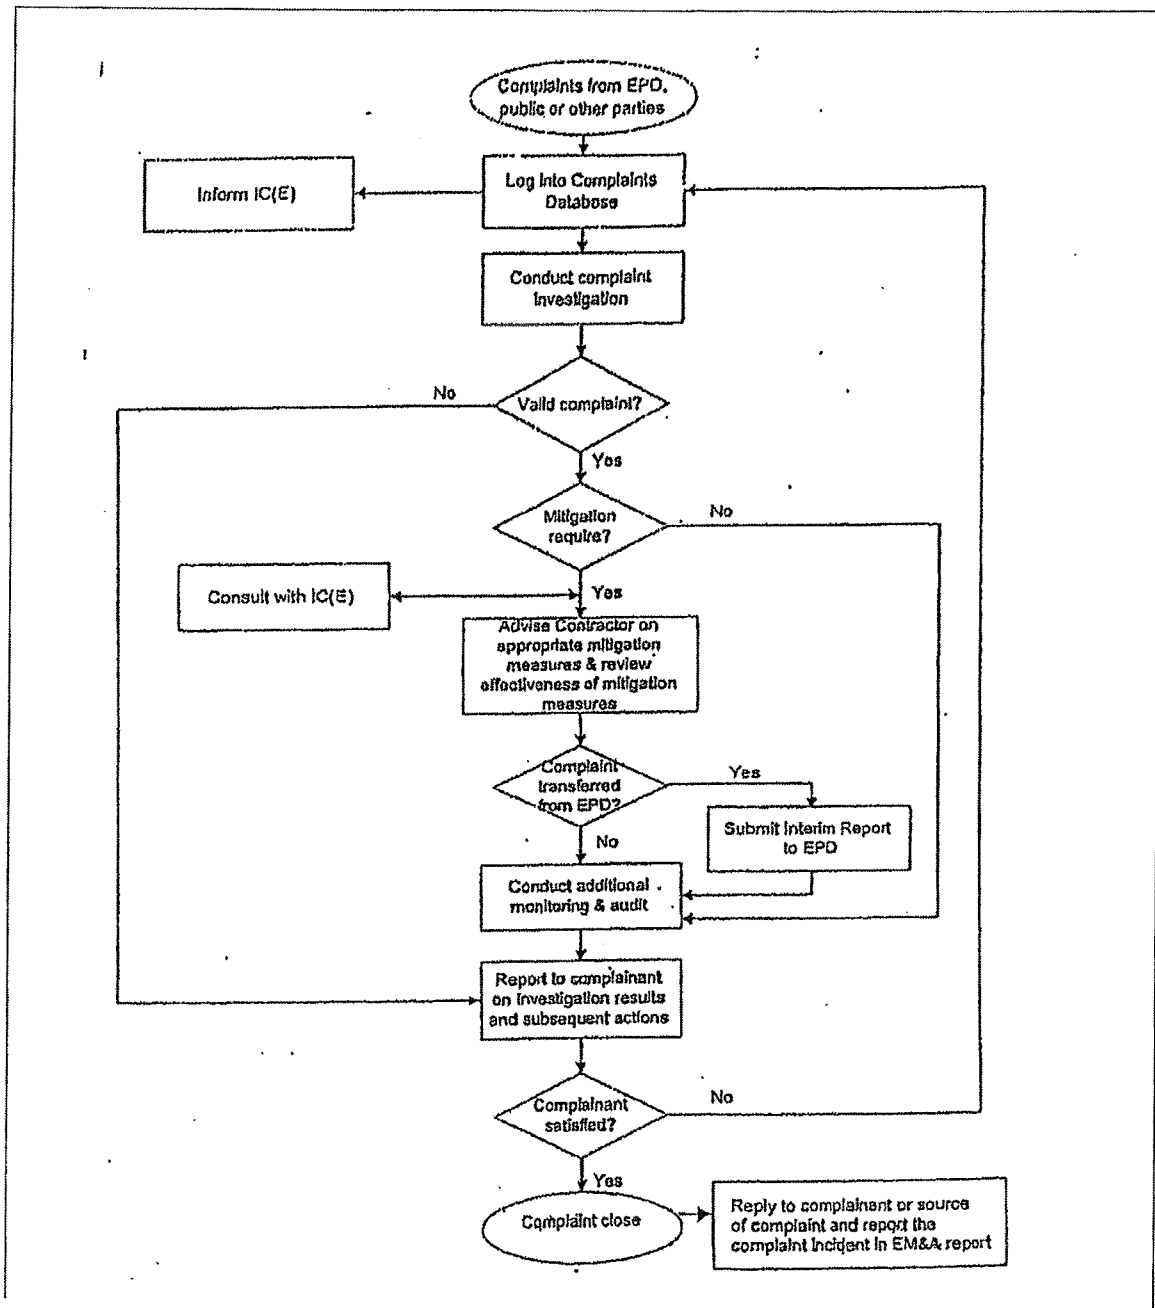 Complaints from EPD,
public or other parties
Inform IC(E)
Log into Complaints
Database
Conduct complaint
investigation
No
Valid complaint?
Yes
Mitigation
require?
No
Consult with IC(E)
Yes
Advise Contractor on
appropriate mitigation
measures & review
effectiveness of mitigation
measures
Complaint
transferred
from EPD?
Yes
Submit Interim Report
to EPD
No
Conduct additional
monitoring & audit
Report to complainant
on investigation results
and subsequent actions
Complainant
satisfied?
No
Yes
Complaint close
Reply to complainant or source
of complaint and report the
complaint incident in EM&A report